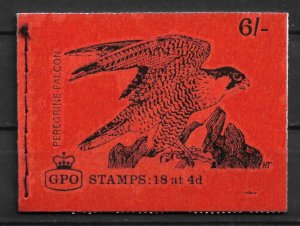 6/-
PEREGRINE FALCON
GPO
STAMPS: 18 at 4d